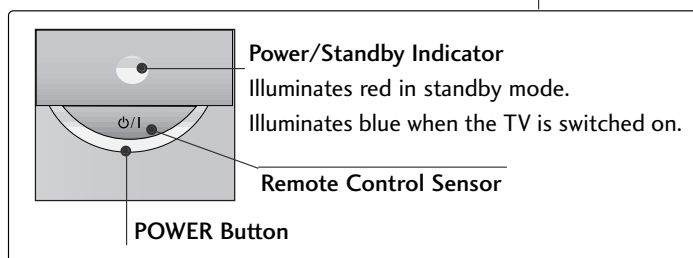 Power/Standby Indicator
Illuminates red in standby mode.
Illuminates blue when the TV is switched on.
⏻/I
Remote Control Sensor
POWER Button